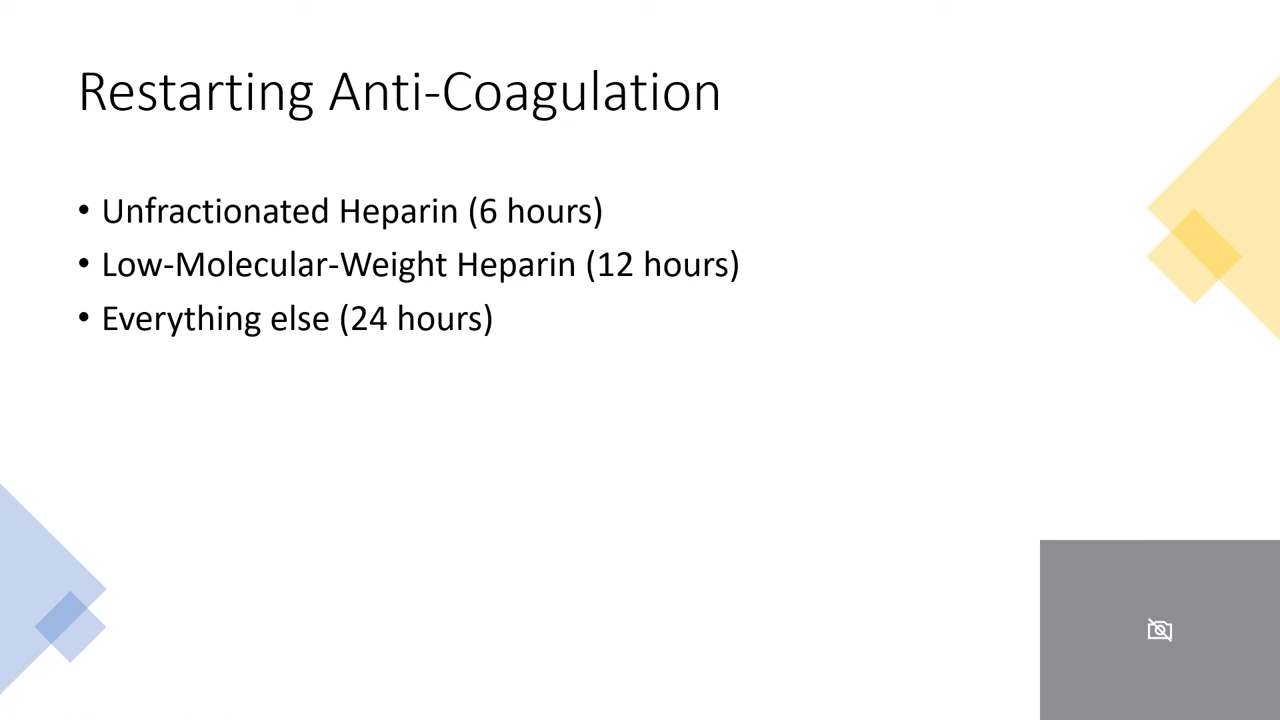 Restarting Anti-Coagulation
• Unfractionated Heparin (6 hours)
• Low-Molecular-Weight Heparin (12 hours)
• Everything else (24 hours)